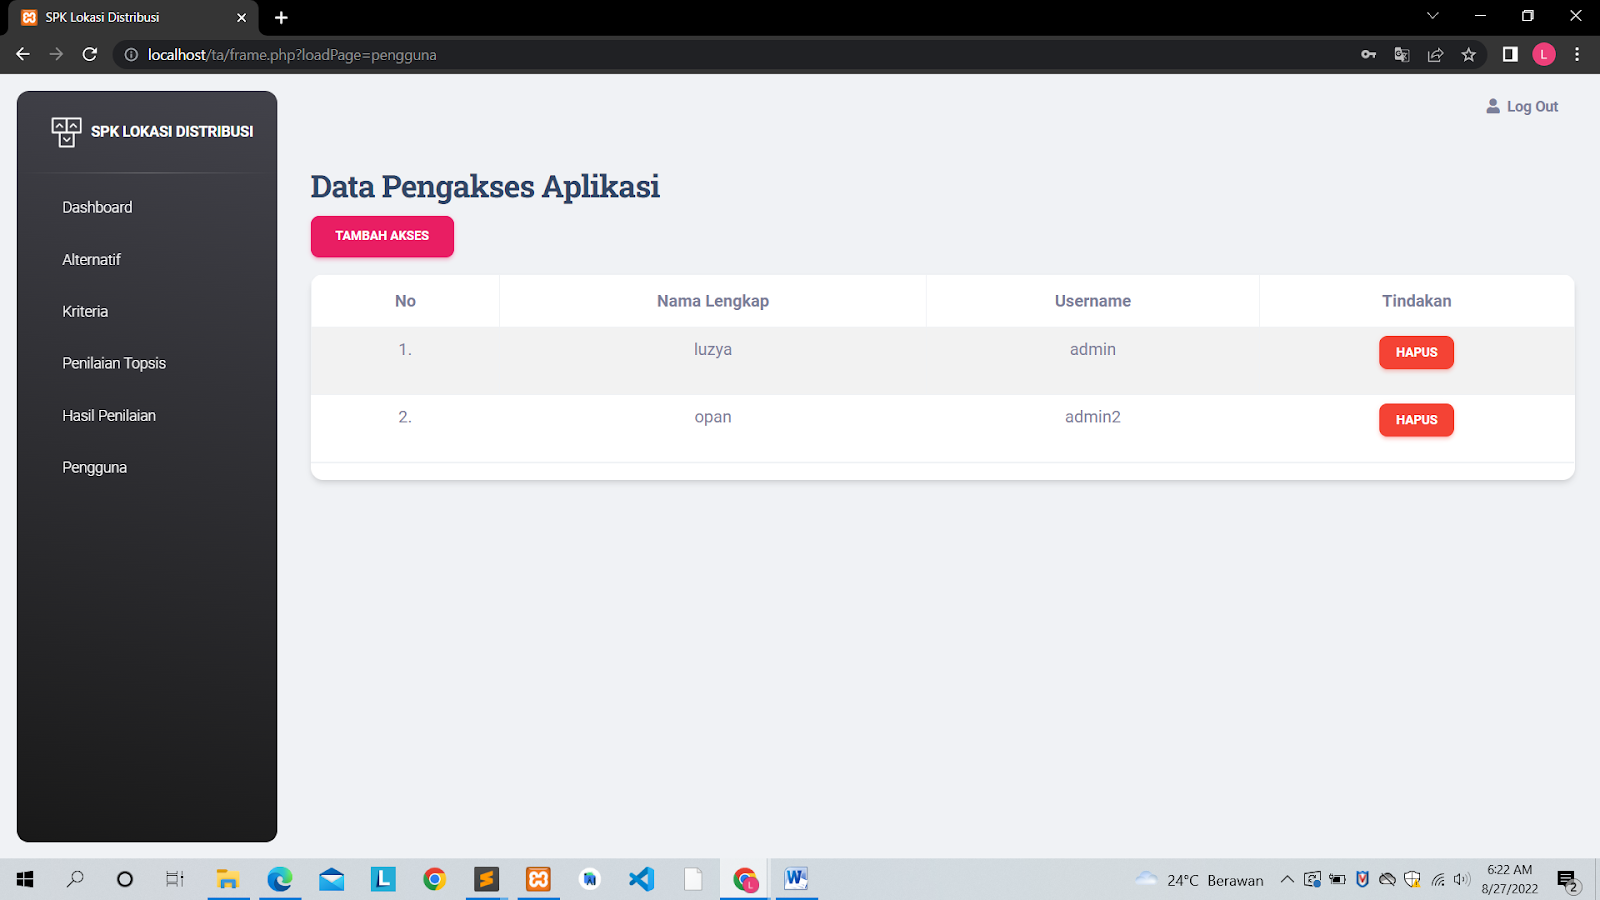 SPK Lokasi Distribusi
localhost/ta/frame.php?loadPage=pengguna
L
SPK LOKASI DISTRIBUSI
Log Out
Dashboard
Alternatif
Kriteria
Penilaian Topsis
Hasil Penilaian
Pengguna
Data Pengakses Aplikasi
TAMBAH AKSES
No Nama Lengkap Username Tindakan
1. luzya admin HAPUS
2. opan admin2 HAPUS
24°C Berawan
6:22 AM
8/27/2022
2